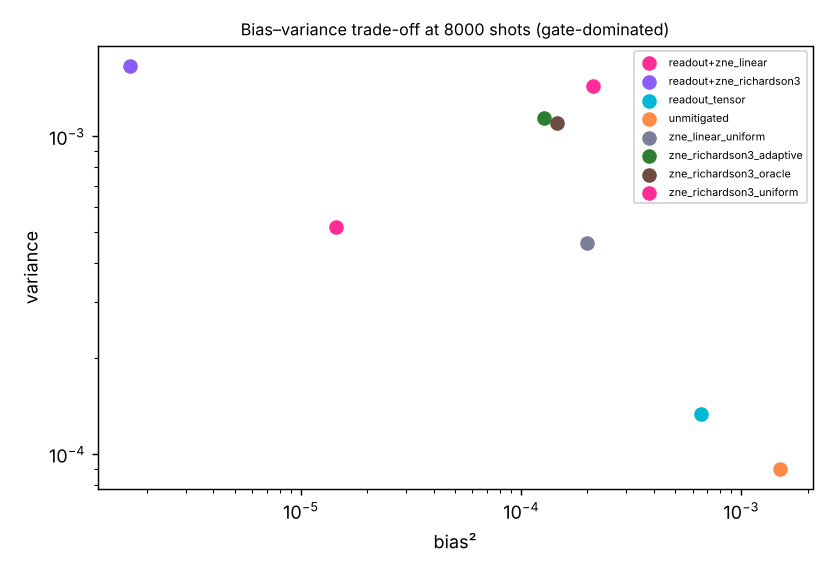 Bias–variance trade-off at 8000 shots (gate-dominated)
readout+zne_linear
readout+zne_richardson3
readout_tensor
unmitigated
zne_linear_uniform
zne_richardson3_adaptive
zne_richardson3_oracle
zne_richardson3_uniform
variance
10⁻³
10⁻⁴
10⁻⁵
10⁻⁴
10⁻³
bias²